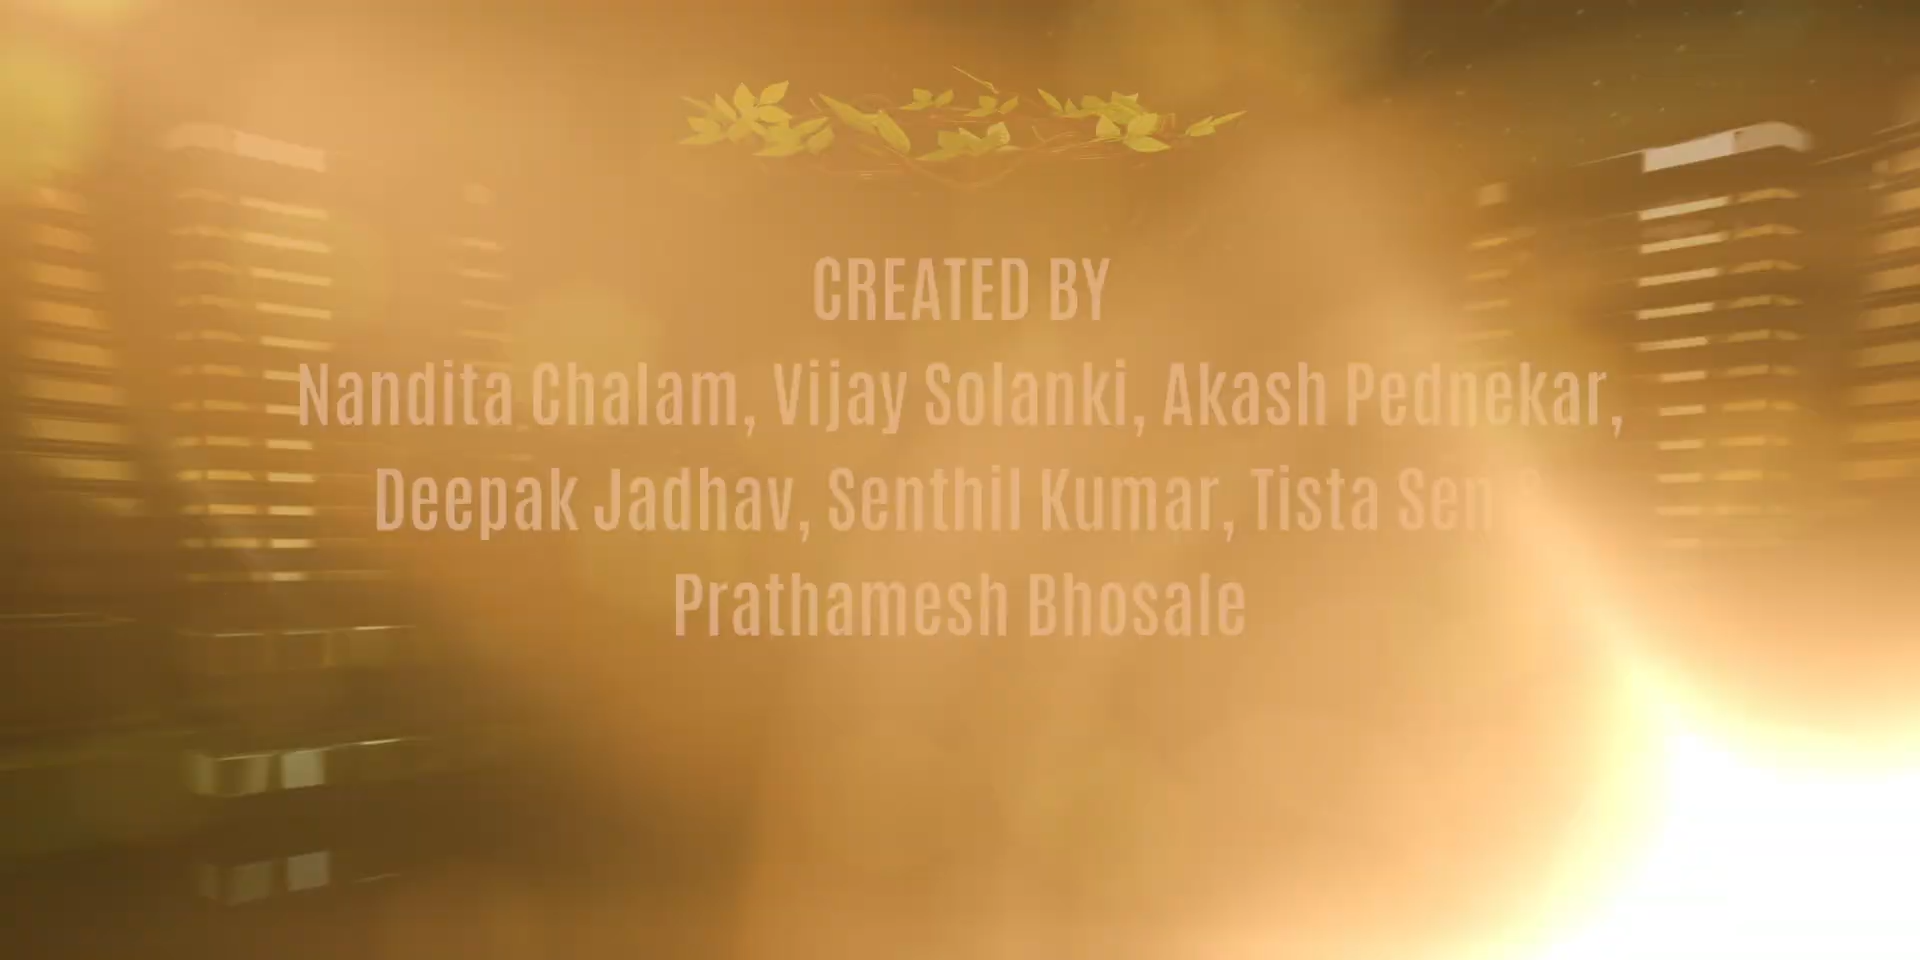 CREATED BY
Nandita Chalam, Vijay Solanki, Akash Pednekar,
Deepak Jadhav, Senthil Kumar, Tista Sen &
Prathamesh Bhosale